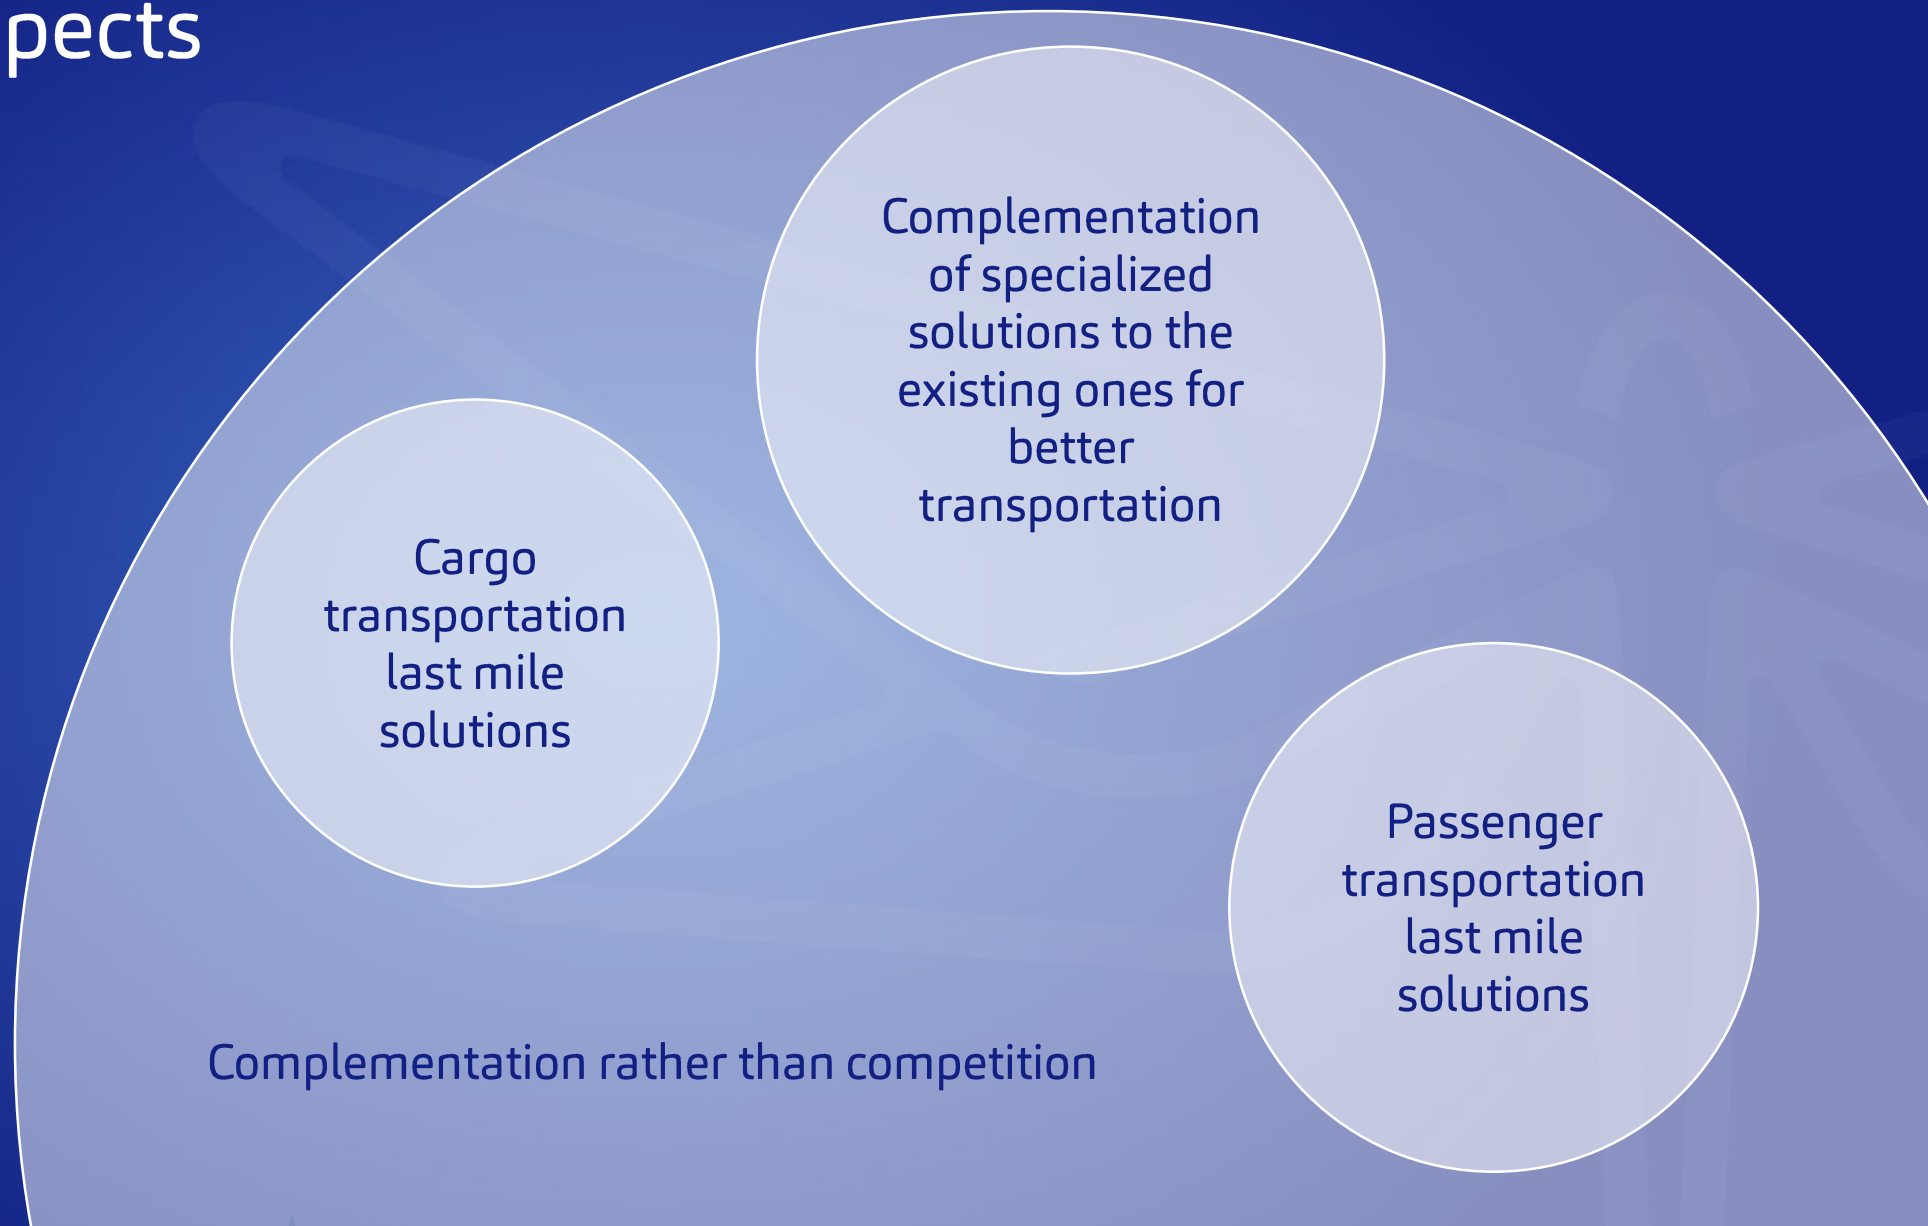 pects
Complementation
of specialized
solutions to the
existing ones for
better
transportation
Cargo
transportation
last mile
solutions
Passenger
transportation
last mile
solutions
Complementation rather than competition